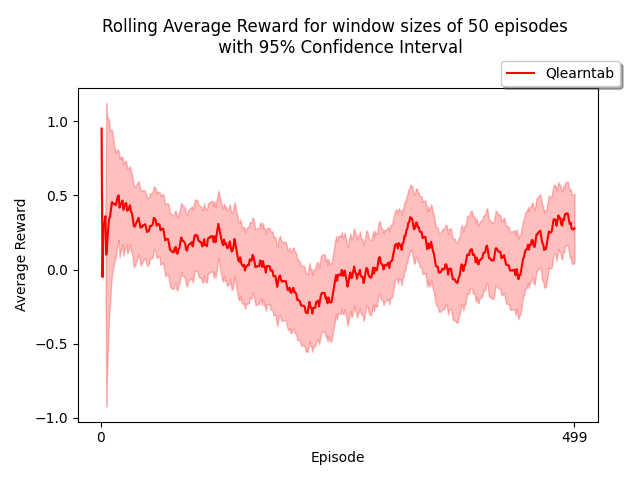 Rolling Average Reward for window sizes of 50 episodes
with 95% Confidence Interval
Qlearntab
1.0
0.5
0.0
−0.5
−1.0
Average Reward
0
499
Episode